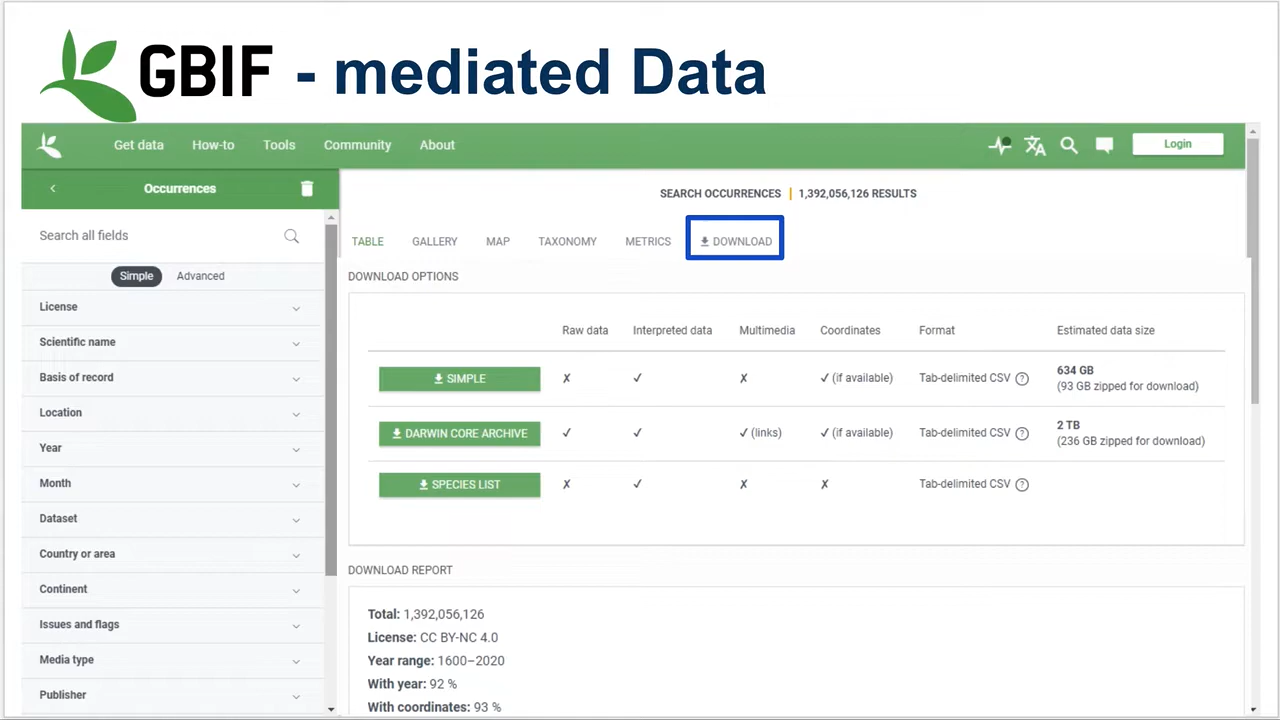 GBIF - mediated Data
Get data How-to Tools Community About Login
Occurrences
SEARCH OCCURRENCES | 1,392,056,126 RESULTS
Search all fields
TABLE GALLERY MAP TAXONOMY METRICS DOWNLOAD
Simple Advanced
DOWNLOAD OPTIONS
License
Scientific name
Basis of record
Location
Year
Month
Dataset
Country or area
Continent
Issues and flags
Media type
Publisher
Raw data Interpreted data Multimedia Coordinates Format Estimated data size
SIMPLE ✗ ✓ ✗ ✓ (if available) Tab-delimited CSV ? 634 GB
(93 GB zipped for download)
DARWIN CORE ARCHIVE ✓ ✓ ✓ (links) ✓ (if available) Tab-delimited CSV ? 2 TB
(236 GB zipped for download)
SPECIES LIST ✗ ✓ ✗ ✗ Tab-delimited CSV ?
DOWNLOAD REPORT
Total: 1,392,056,126
License: CC BY-NC 4.0
Year range: 1600–2020
With year: 92 %
With coordinates: 93 %